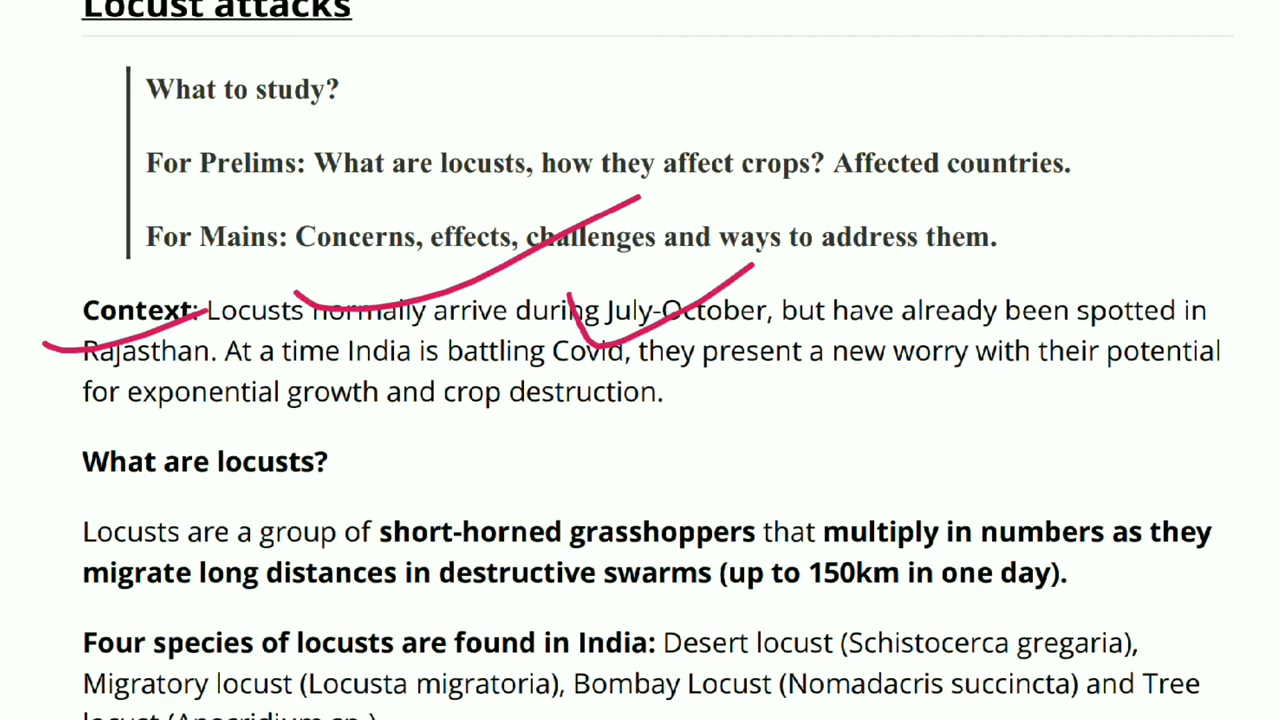 Locust attacks
What to study?
For Prelims: What are locusts, how they affect crops? Affected countries.
For Mains: Concerns, effects, challenges and ways to address them.
Context: Locusts normally arrive during July-October, but have already been spotted in
Rajasthan. At a time India is battling Covid, they present a new worry with their potential
for exponential growth and crop destruction.
What are locusts?
Locusts are a group of short-horned grasshoppers that multiply in numbers as they
migrate long distances in destructive swarms (up to 150km in one day).
Four species of locusts are found in India: Desert locust (Schistocerca gregaria),
Migratory locust (Locusta migratoria), Bombay Locust (Nomadacris succincta) and Tree
locust (Anacridium sp.)